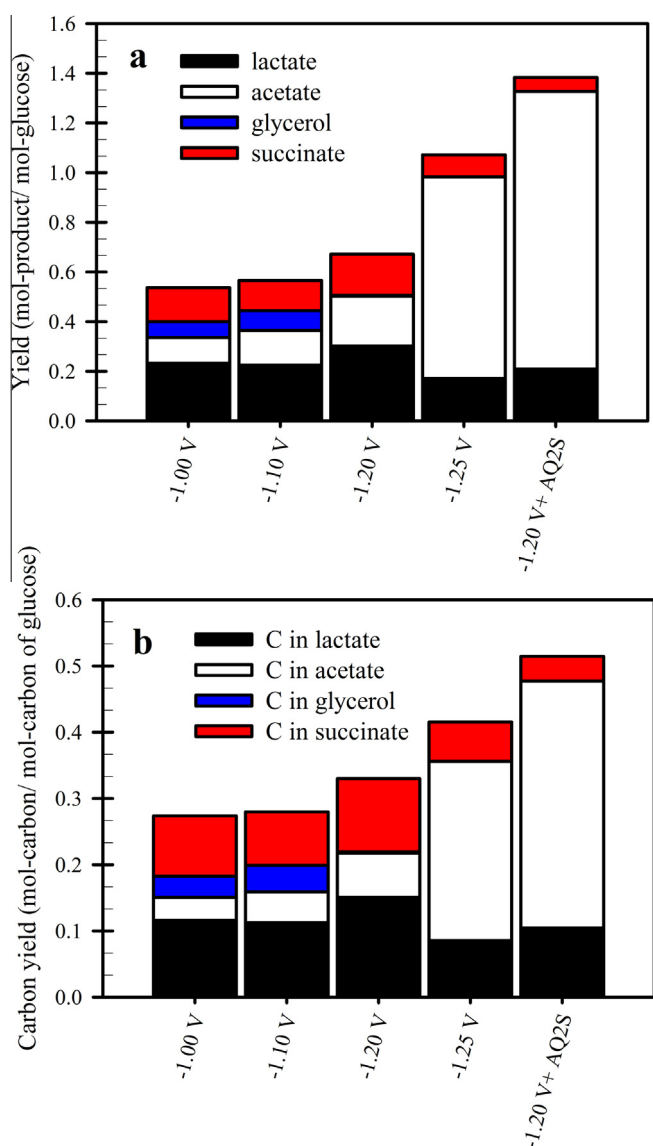 a
lactate
acetate
glycerol
succinate
Yield (mol-product/ mol-glucose)
1.6
1.4
1.2
1.0
0.8
0.6
0.4
0.2
0.0
-1.00 V
-1.10 V
-1.20 V
-1.25 V
-1.20 V+ AQ2S
b
C in lactate
C in acetate
C in glycerol
C in succinate
Carbon yield (mol-carbon/ mol-carbon of glucose)
0.6
0.5
0.4
0.3
0.2
0.1
0.0
-1.00 V
-1.10 V
-1.20 V
-1.25 V
-1.20 V+ AQ2S